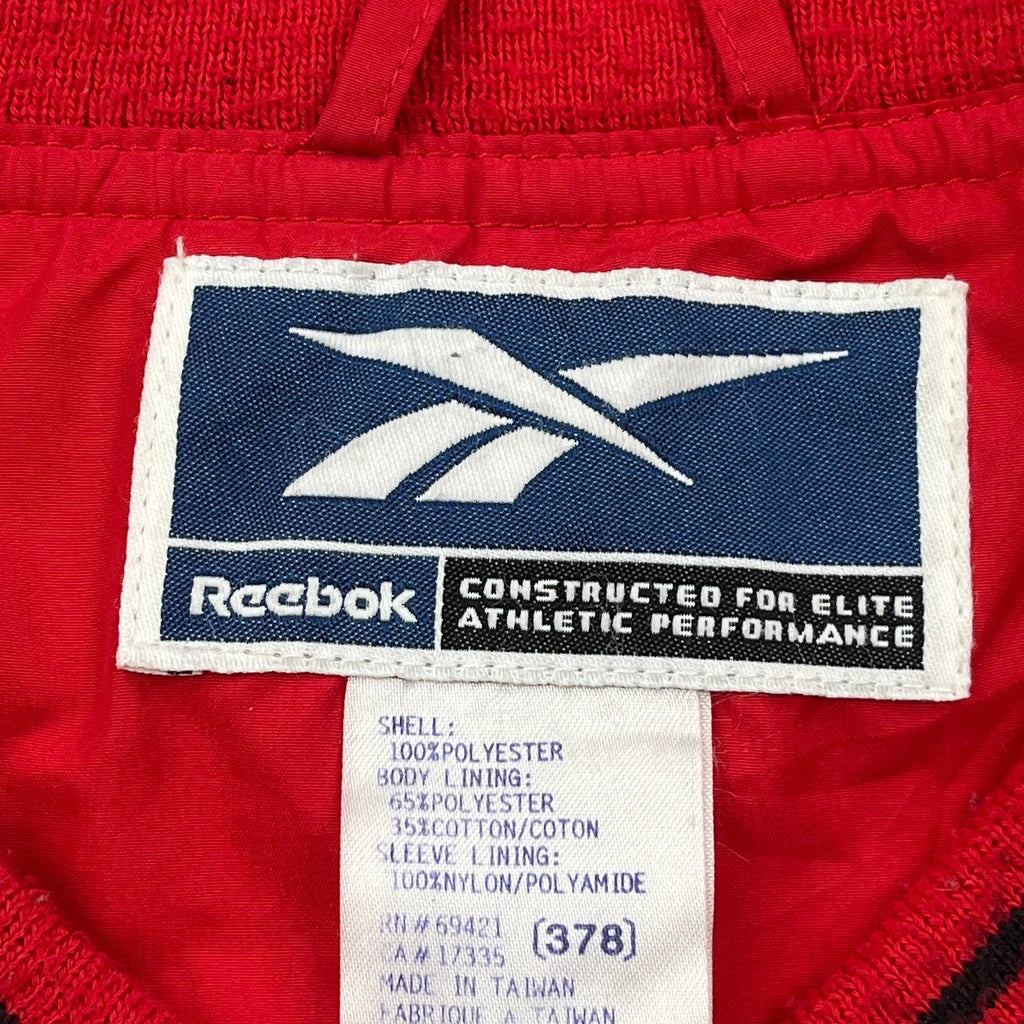 Reebok
CONSTRUCTED FOR ELITE
ATHLETIC PERFORMANCE
SHELL:
100%POLYESTER
BODY LINING:
65%POLYESTER
35%COTTON/COTON
SLEEVE LINING:
100%NYLON/POLYAMIDE
RN#69421
(378)
CA#17335
MADE IN TAIWAN
FABRIQUE A TAIWAN